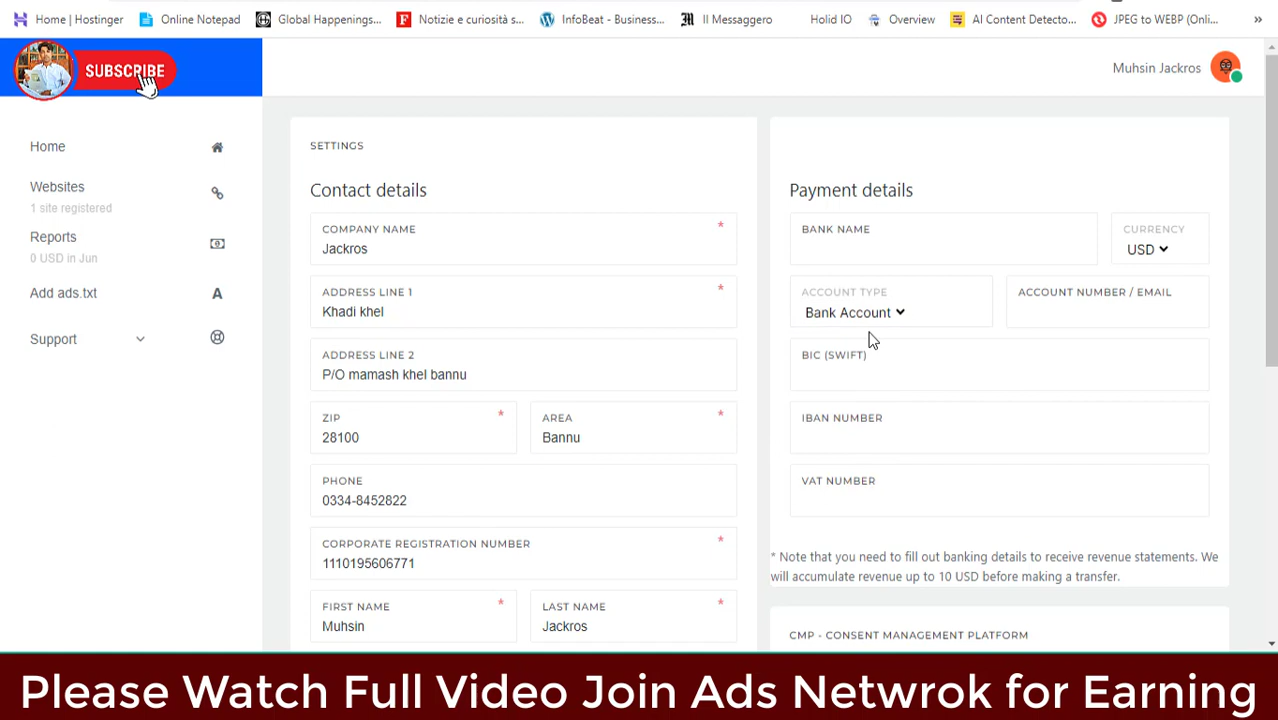 Home | Hostinger Online Notepad Global Happenings... Notizie e curiosità s... InfoBeat - Business... Il Messaggero Holid IO Overview AI Content Detecto... JPEG to WEBP (Onli... »
SUBSCRIBE
Muhsin Jackros
Home
Websites
1 site registered
Reports
0 USD in Jun
Add ads.txt
Support
SETTINGS
Contact details
COMPANY NAME *
Jackros
ADDRESS LINE 1 *
Khadi khel
ADDRESS LINE 2
P/O mamash khel bannu
ZIP * AREA *
28100 Bannu
PHONE
0334-8452822
CORPORATE REGISTRATION NUMBER *
1110195606771
FIRST NAME * LAST NAME *
Muhsin Jackros
Payment details
BANK NAME CURRENCY
USD
ACCOUNT TYPE ACCOUNT NUMBER / EMAIL
Bank Account
BIC (SWIFT)
IBAN NUMBER
VAT NUMBER
* Note that you need to fill out banking details to receive revenue statements. We
will accumulate revenue up to 10 USD before making a transfer.
CMP - CONSENT MANAGEMENT PLATFORM
Please Watch Full Video Join Ads Netwrok for Earning